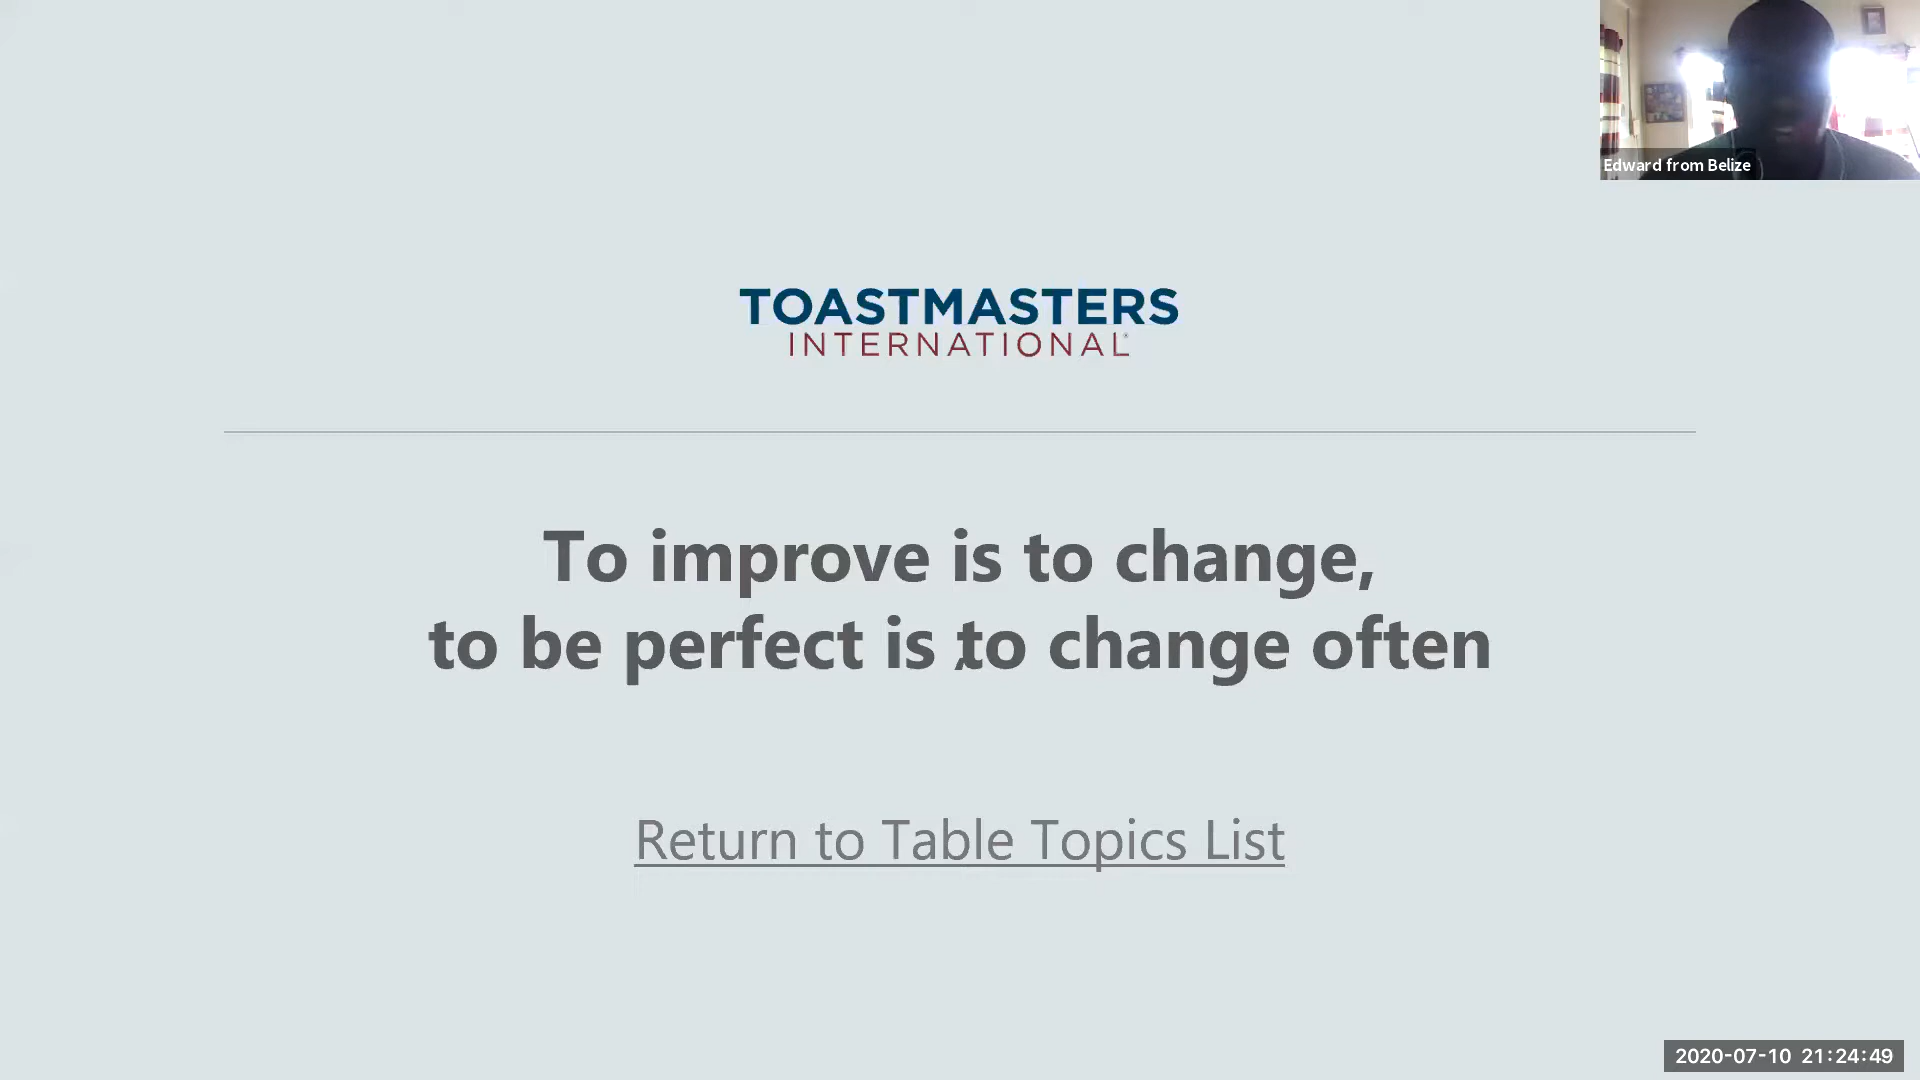 Edward from Belize
TOASTMASTERS
INTERNATIONAL
To improve is to change,
to be perfect is to change often
Return to Table Topics List
2020-07-10 21:24:49